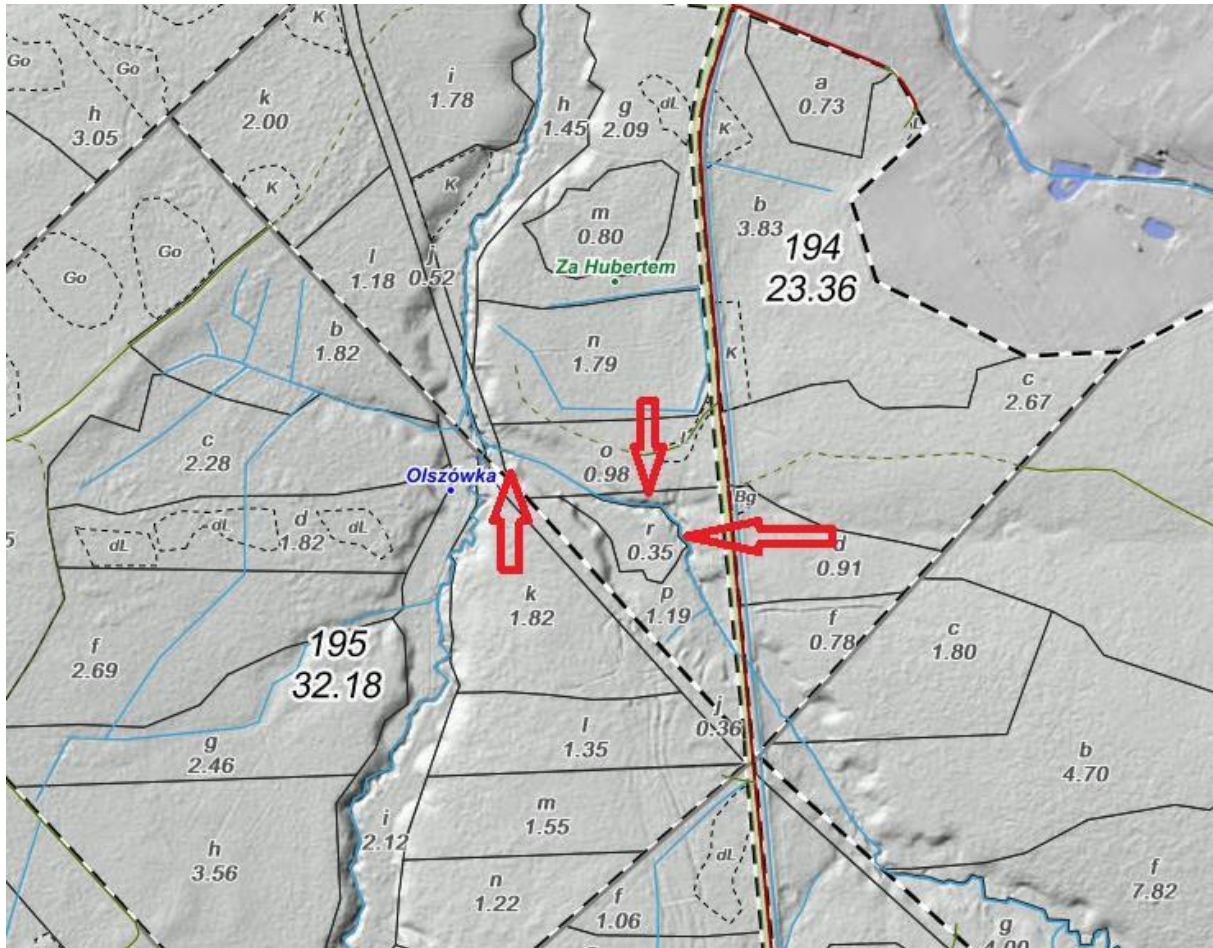 Go
Go
K
h
3.05
k
2.00
i
1.78
h
1.45
g
2.09
dL
K
a
0.73
L
K
K
Go
Go
l
1.18
j
0.52
m
0.80
Za Hubertem
b
3.83
194
23.36
b
1.82
n
1.79
K
c
2.67
c
2.28
Olszówka
o
0.98
l
Bg
dL
dL
d
1.82
dL
5
r
0.35
d
0.91
k
1.82
p
1.19
f
0.78
c
1.80
f
2.69
195
32.18
j
0.36
l
1.35
g
2.46
b
4.70
i
2.12
m
1.55
h
3.56
dL
n
1.22
f
1.06
f
7.82
g
4.00